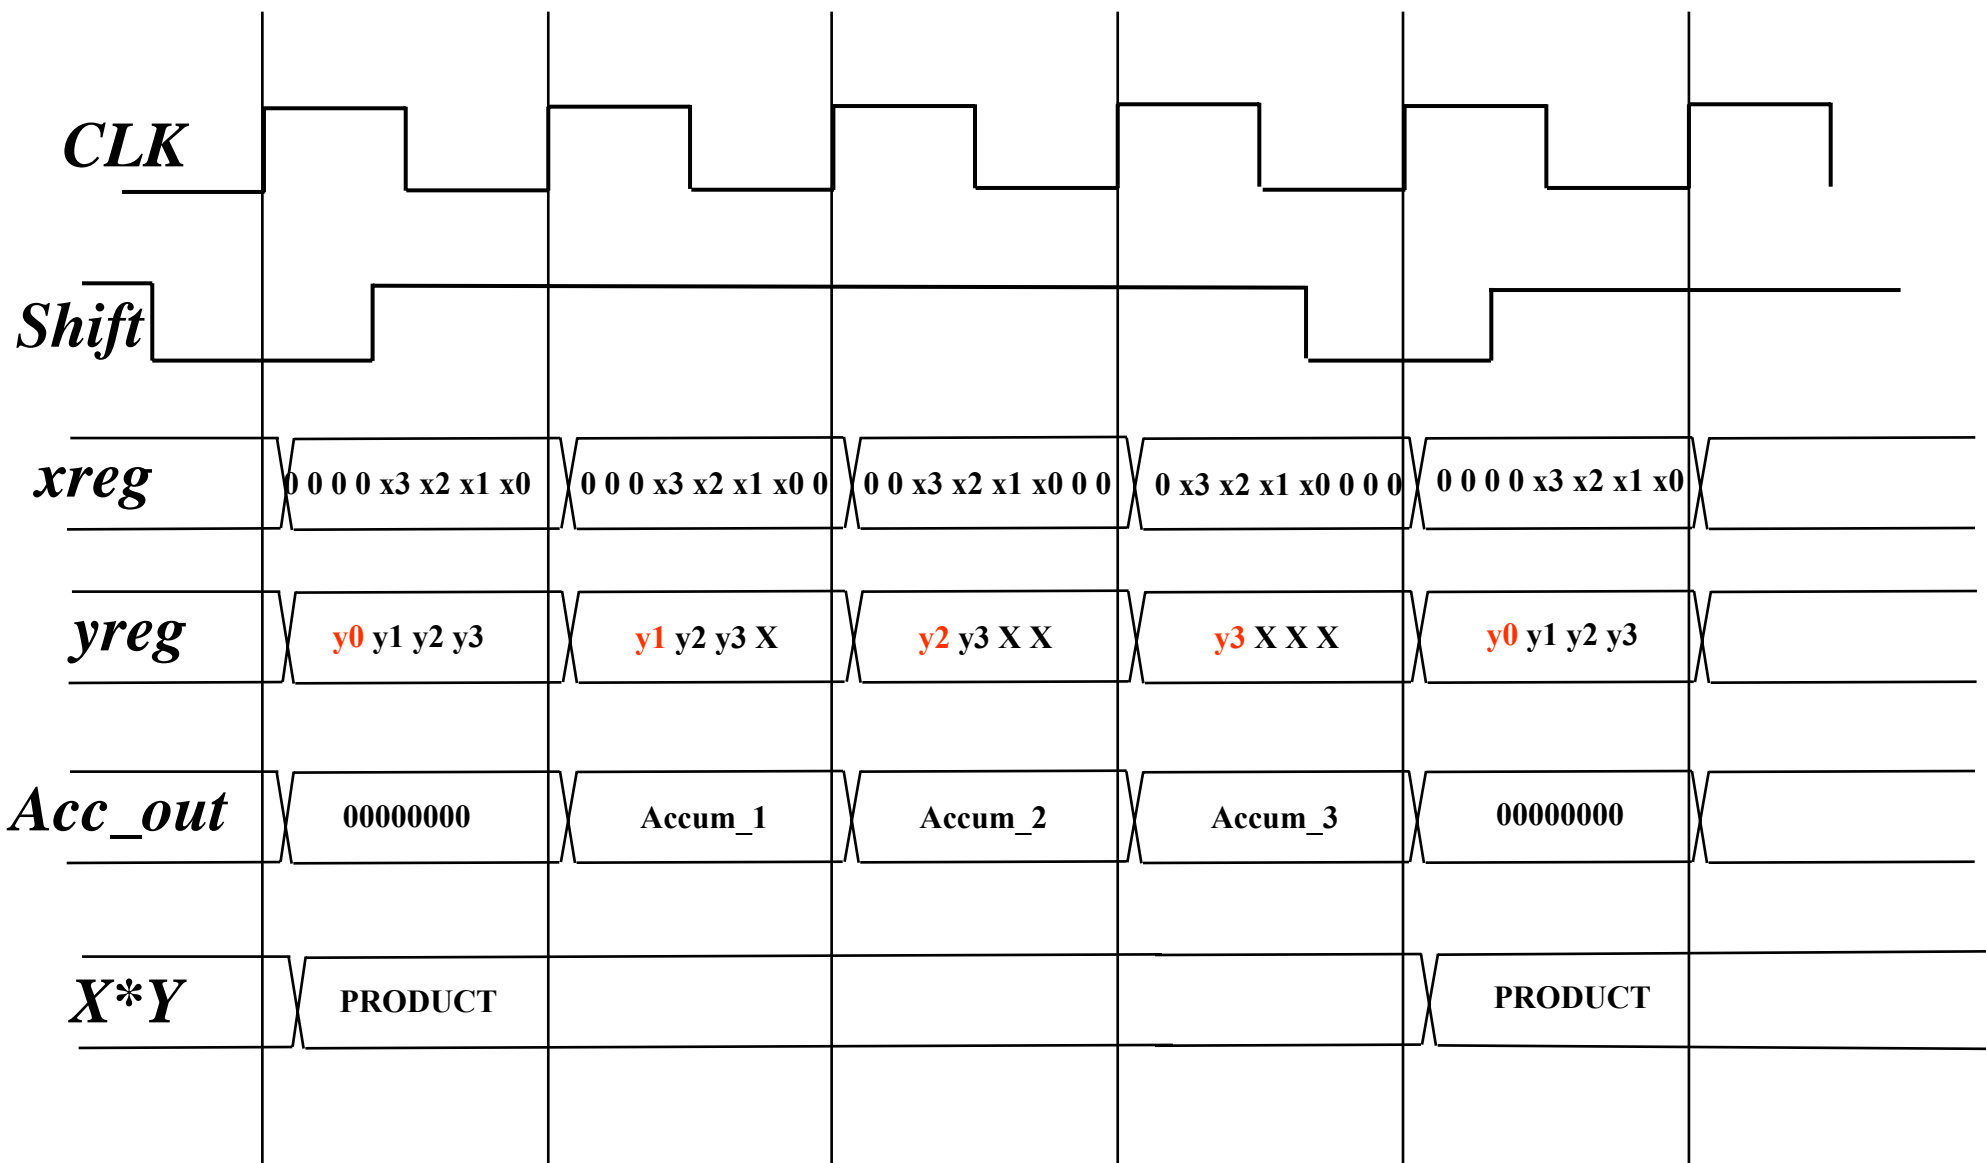 CLK
Shift
xreg 0 0 0 0 x3 x2 x1 x0 0 0 0 x3 x2 x1 x0 0 0 0 x3 x2 x1 x0 0 0 0 x3 x2 x1 x0 0 0 0 0 0 0 0 x3 x2 x1 x0
yreg y0 y1 y2 y3 y1 y2 y3 X y2 y3 X X y3 X X X y0 y1 y2 y3
Acc_out 00000000 Accum_1 Accum_2 Accum_3 00000000
X*Y PRODUCT PRODUCT